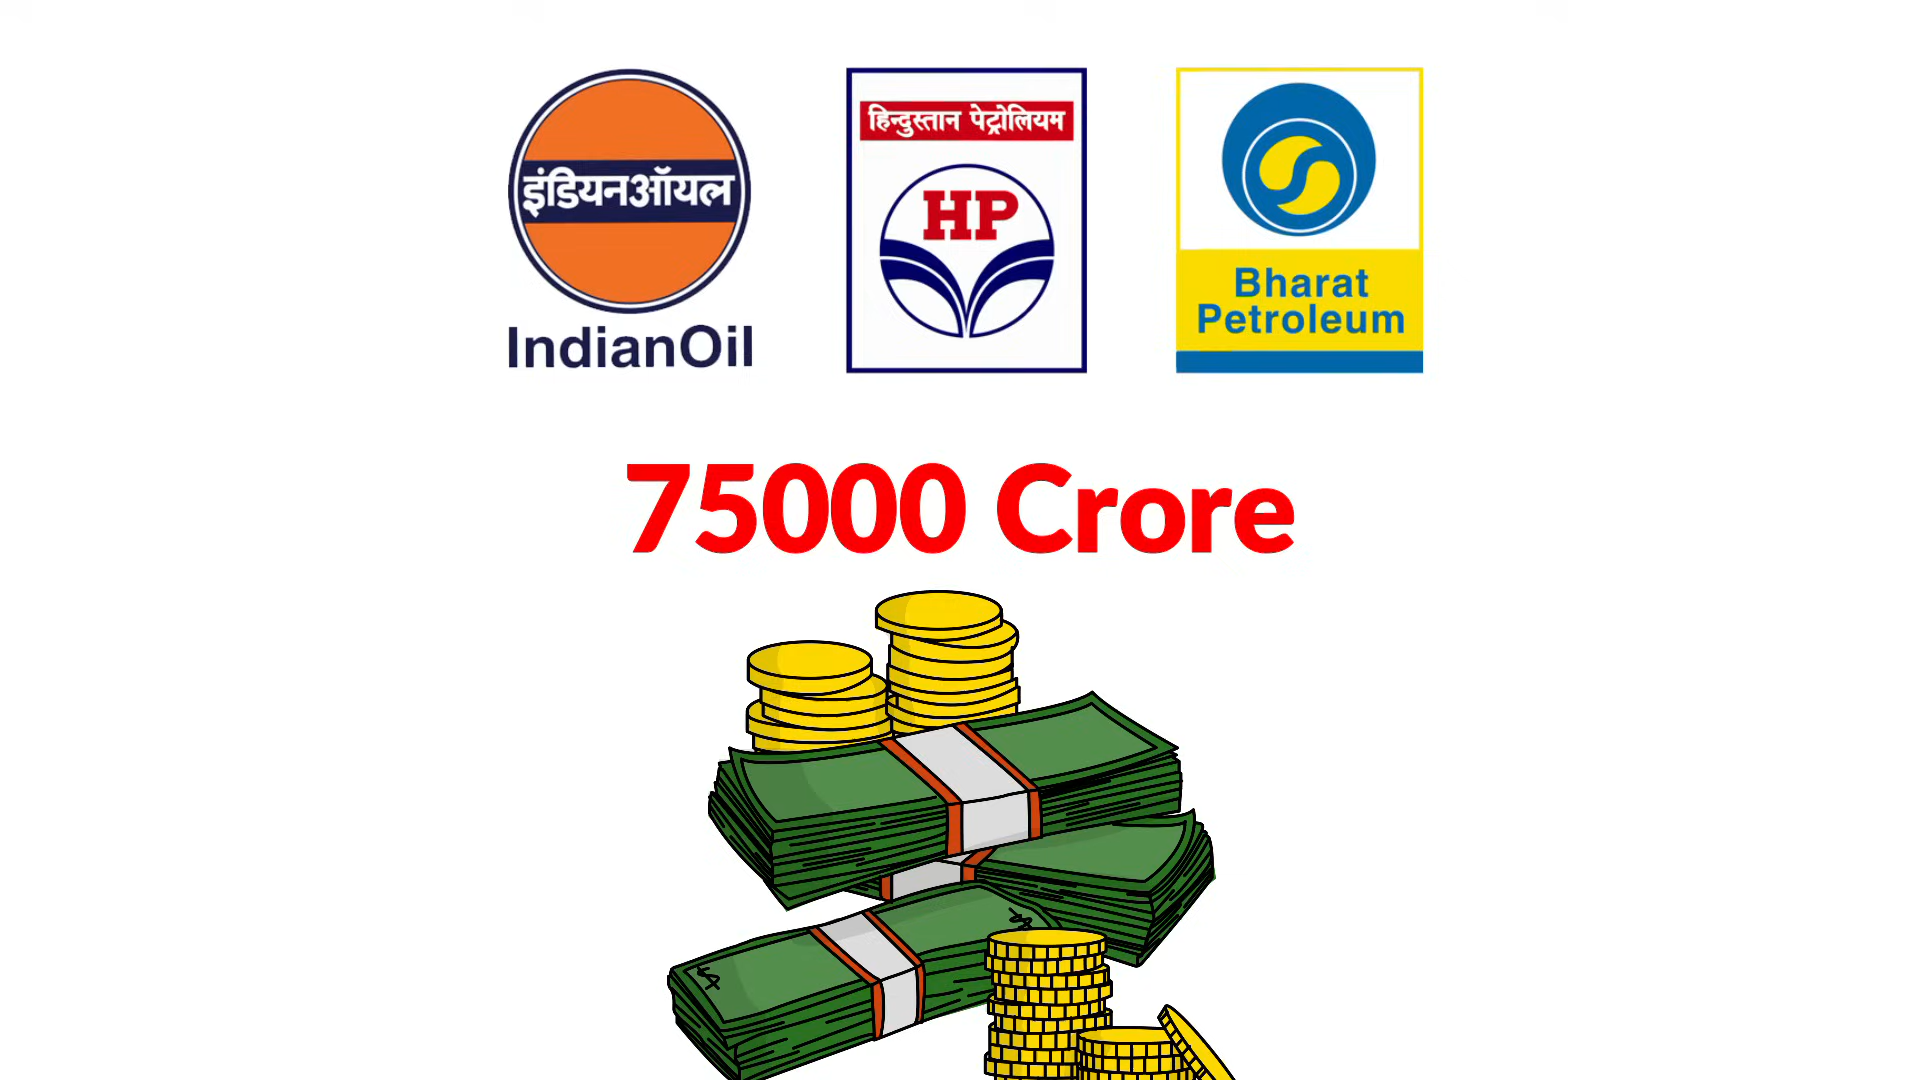 इंडियनऑयल
IndianOil
हिन्दुस्तान पेट्रोलियम
HP
Bharat
Petroleum
75000 Crore
$
$